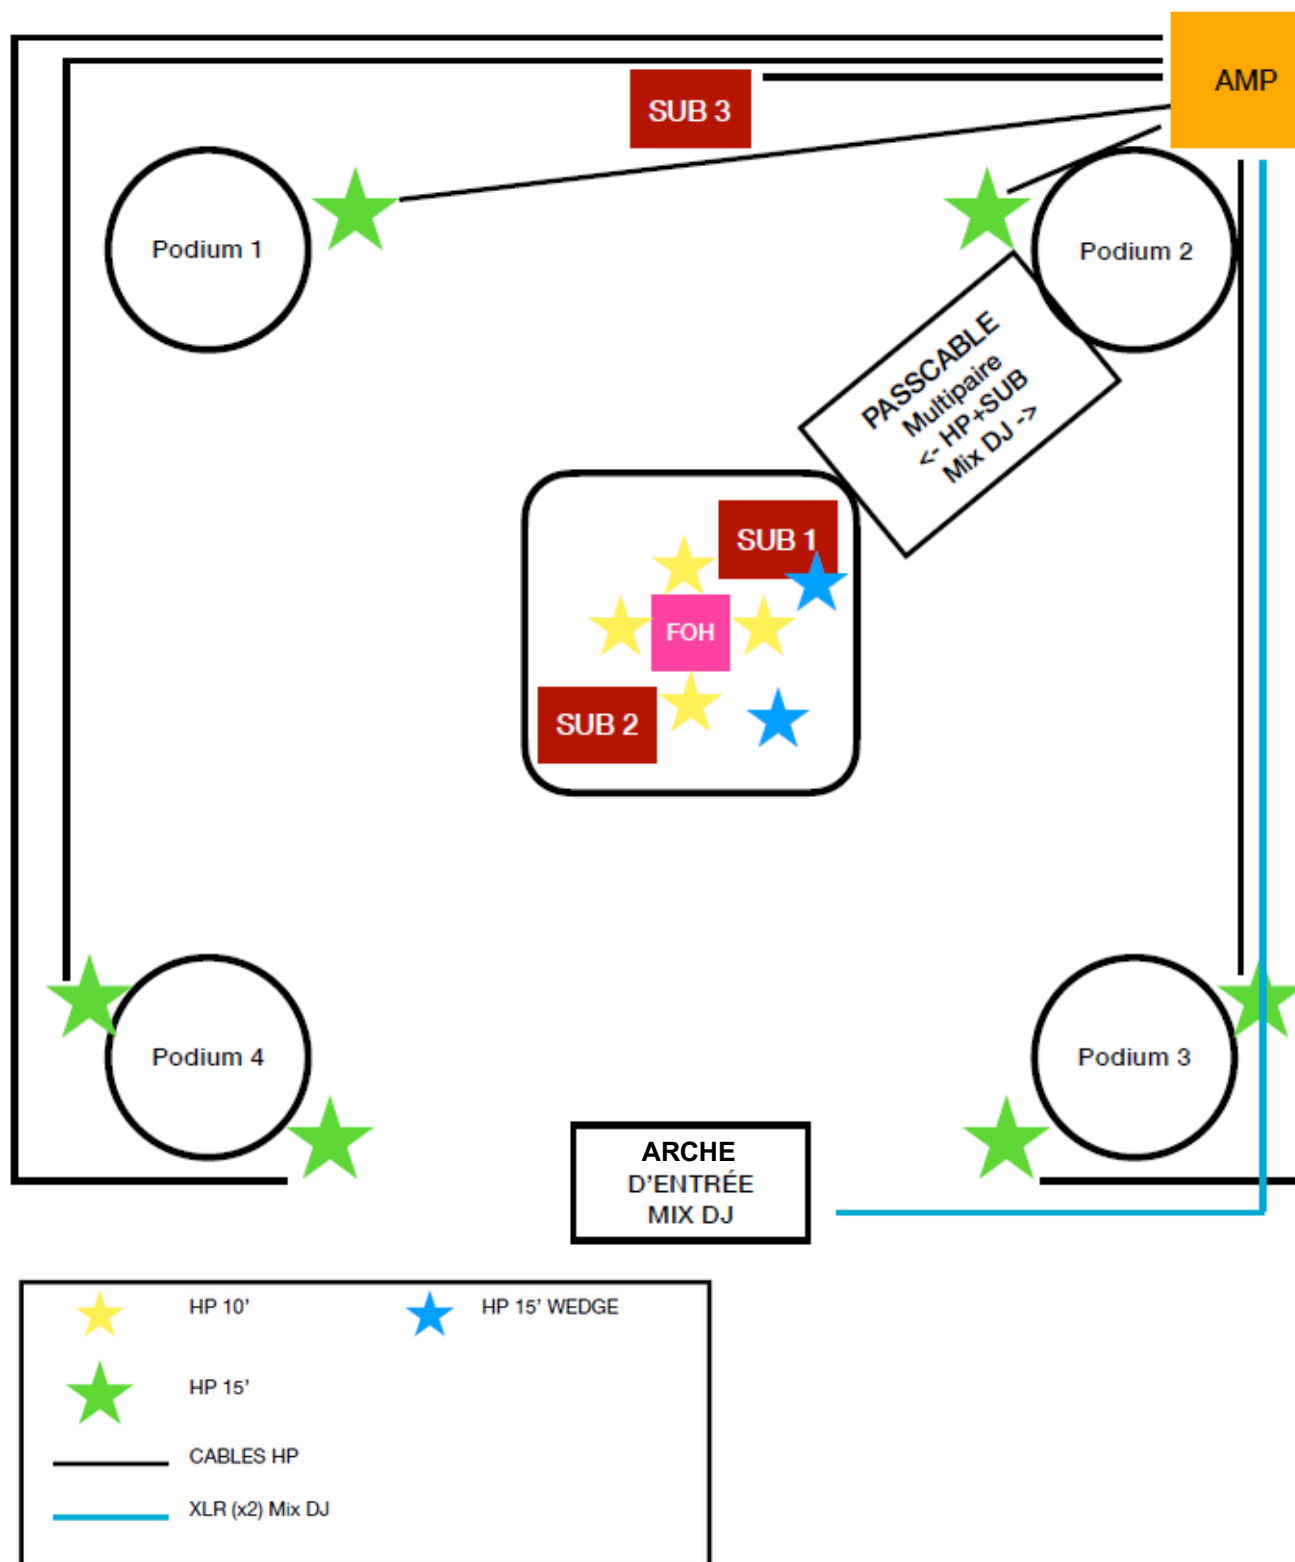 AMP
SUB 3
Podium 1
Podium 2
PASSCABLE
Multipaire
<- HP+SUB
Mix DJ ->
SUB 1
FOH
SUB 2
Podium 4
Podium 3
ARCHE
D'ENTRÉE
MIX DJ
HP 10'
HP 15' WEDGE
HP 15'
CABLES HP
XLR (x2) Mix DJ